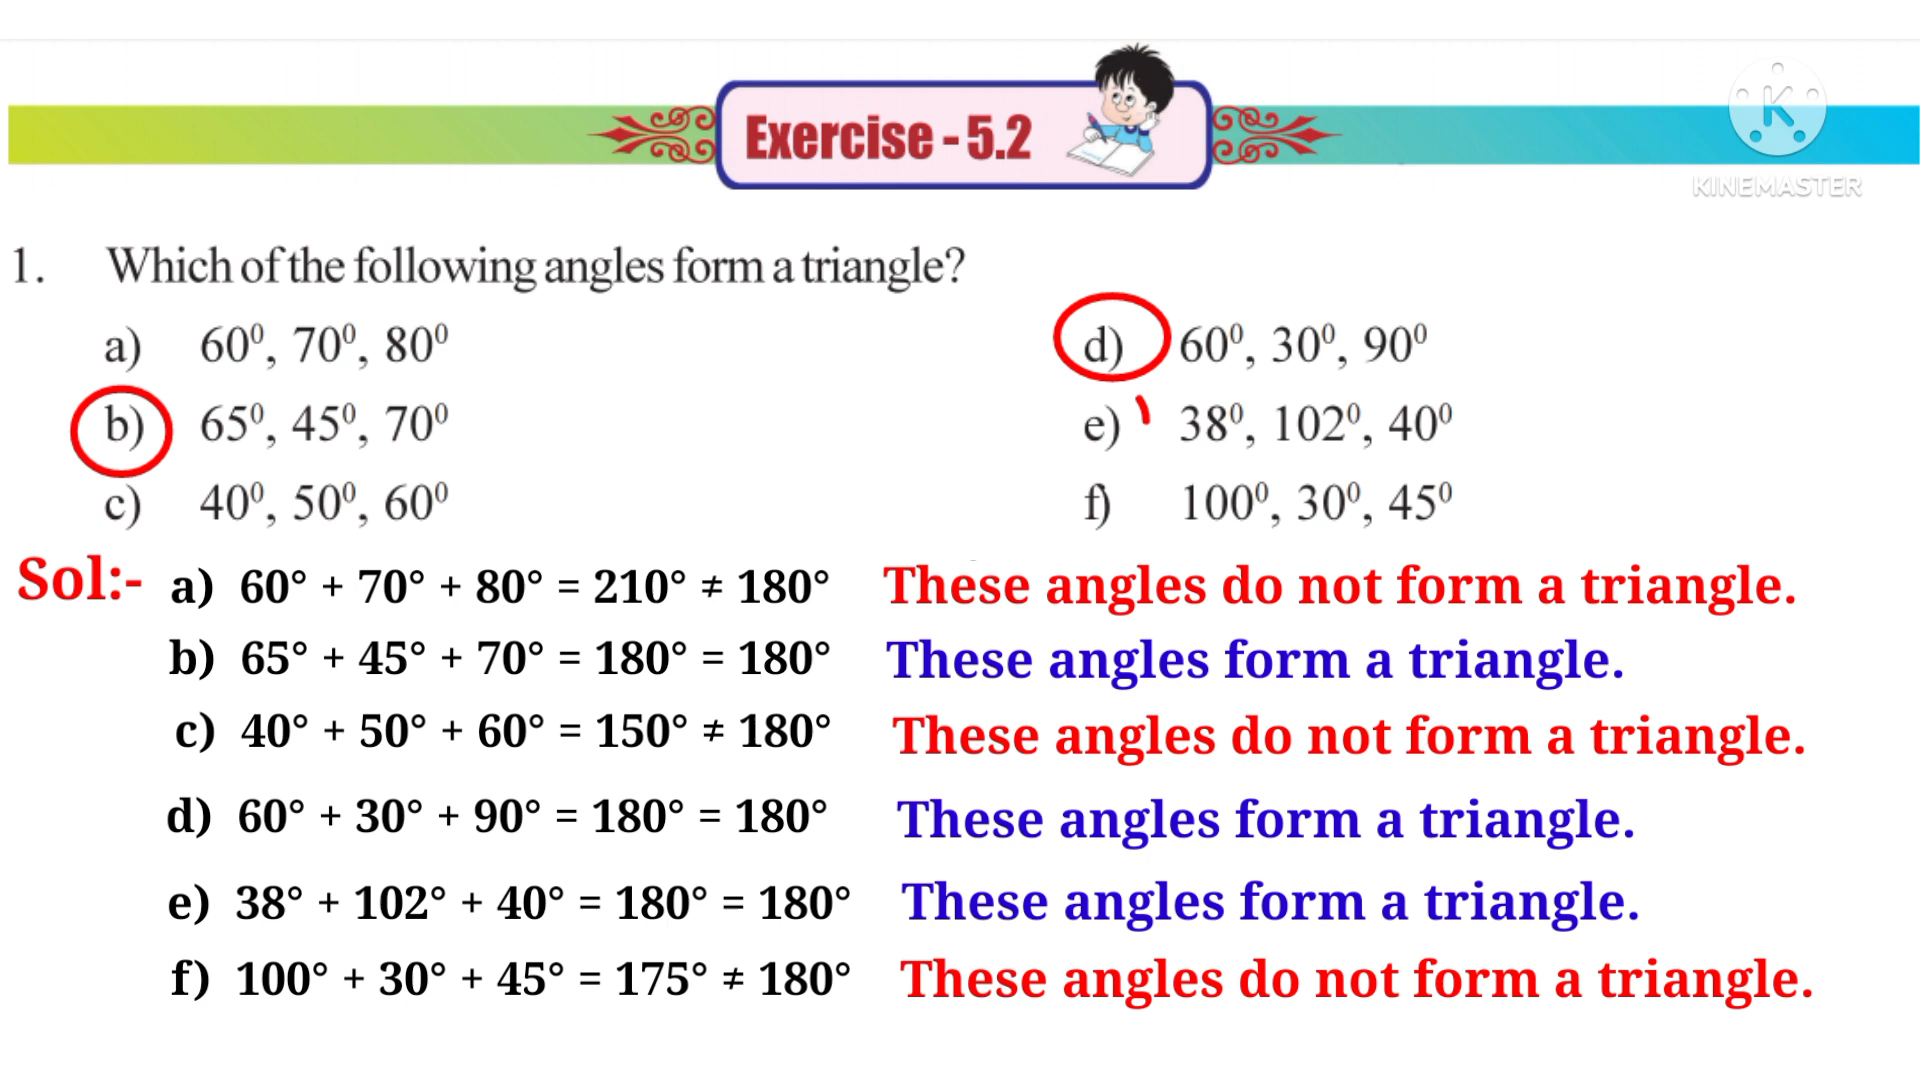 Exercise - 5.2
KINEMASTER
1. Which of the following angles form a triangle?
a) 60⁰, 70⁰, 80⁰
d) 60⁰, 30⁰, 90⁰
b) 65⁰, 45⁰, 70⁰
e) 38⁰, 102⁰, 40⁰
c) 40⁰, 50⁰, 60⁰
f) 100⁰, 30⁰, 45⁰
Sol:- a) 60° + 70° + 80° = 210° ≠ 180° These angles do not form a triangle.
b) 65° + 45° + 70° = 180° = 180° These angles form a triangle.
c) 40° + 50° + 60° = 150° ≠ 180° These angles do not form a triangle.
d) 60° + 30° + 90° = 180° = 180° These angles form a triangle.
e) 38° + 102° + 40° = 180° = 180° These angles form a triangle.
f) 100° + 30° + 45° = 175° ≠ 180° These angles do not form a triangle.